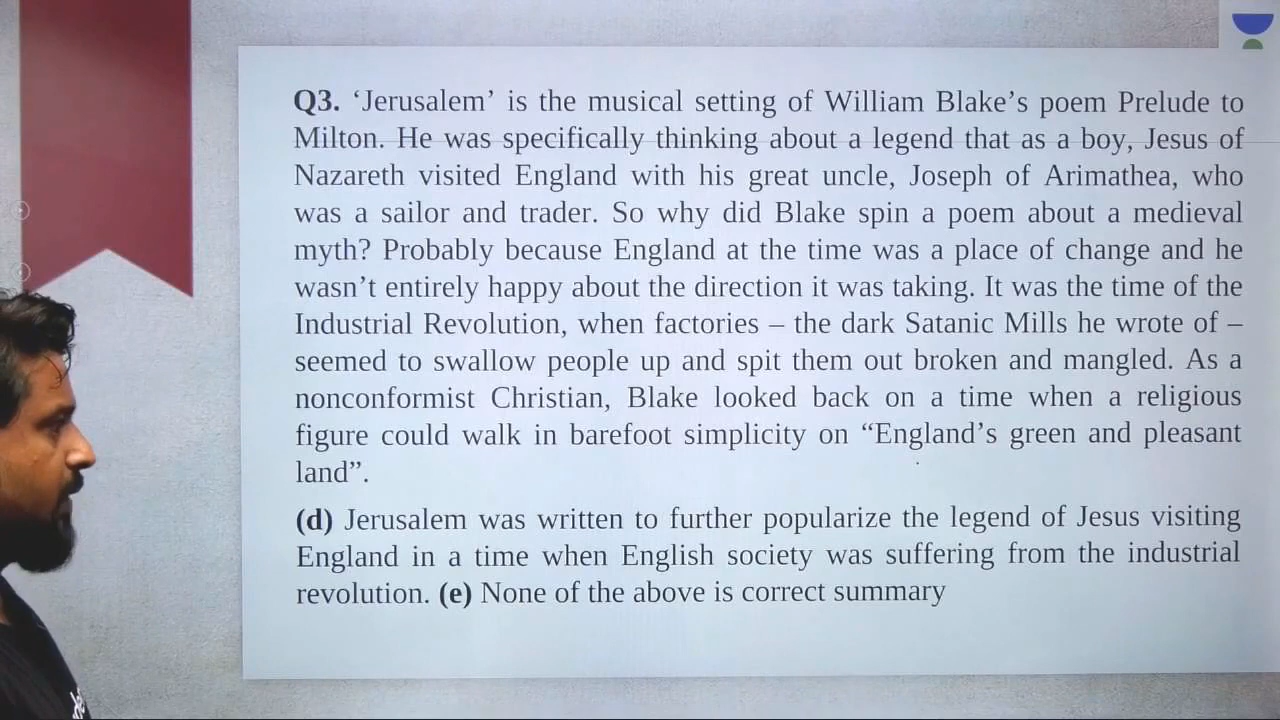 Q3. ‘Jerusalem’ is the musical setting of William Blake’s poem Prelude to
Milton. He was specifically thinking about a legend that as a boy, Jesus of
Nazareth visited England with his great uncle, Joseph of Arimathea, who
was a sailor and trader. So why did Blake spin a poem about a medieval
myth? Probably because England at the time was a place of change and he
wasn’t entirely happy about the direction it was taking. It was the time of the
Industrial Revolution, when factories – the dark Satanic Mills he wrote of –
seemed to swallow people up and spit them out broken and mangled. As a
nonconformist Christian, Blake looked back on a time when a religious
figure could walk in barefoot simplicity on “England’s green and pleasant
land”.
(d) Jerusalem was written to further popularize the legend of Jesus visiting
England in a time when English society was suffering from the industrial
revolution. (e) None of the above is correct summary